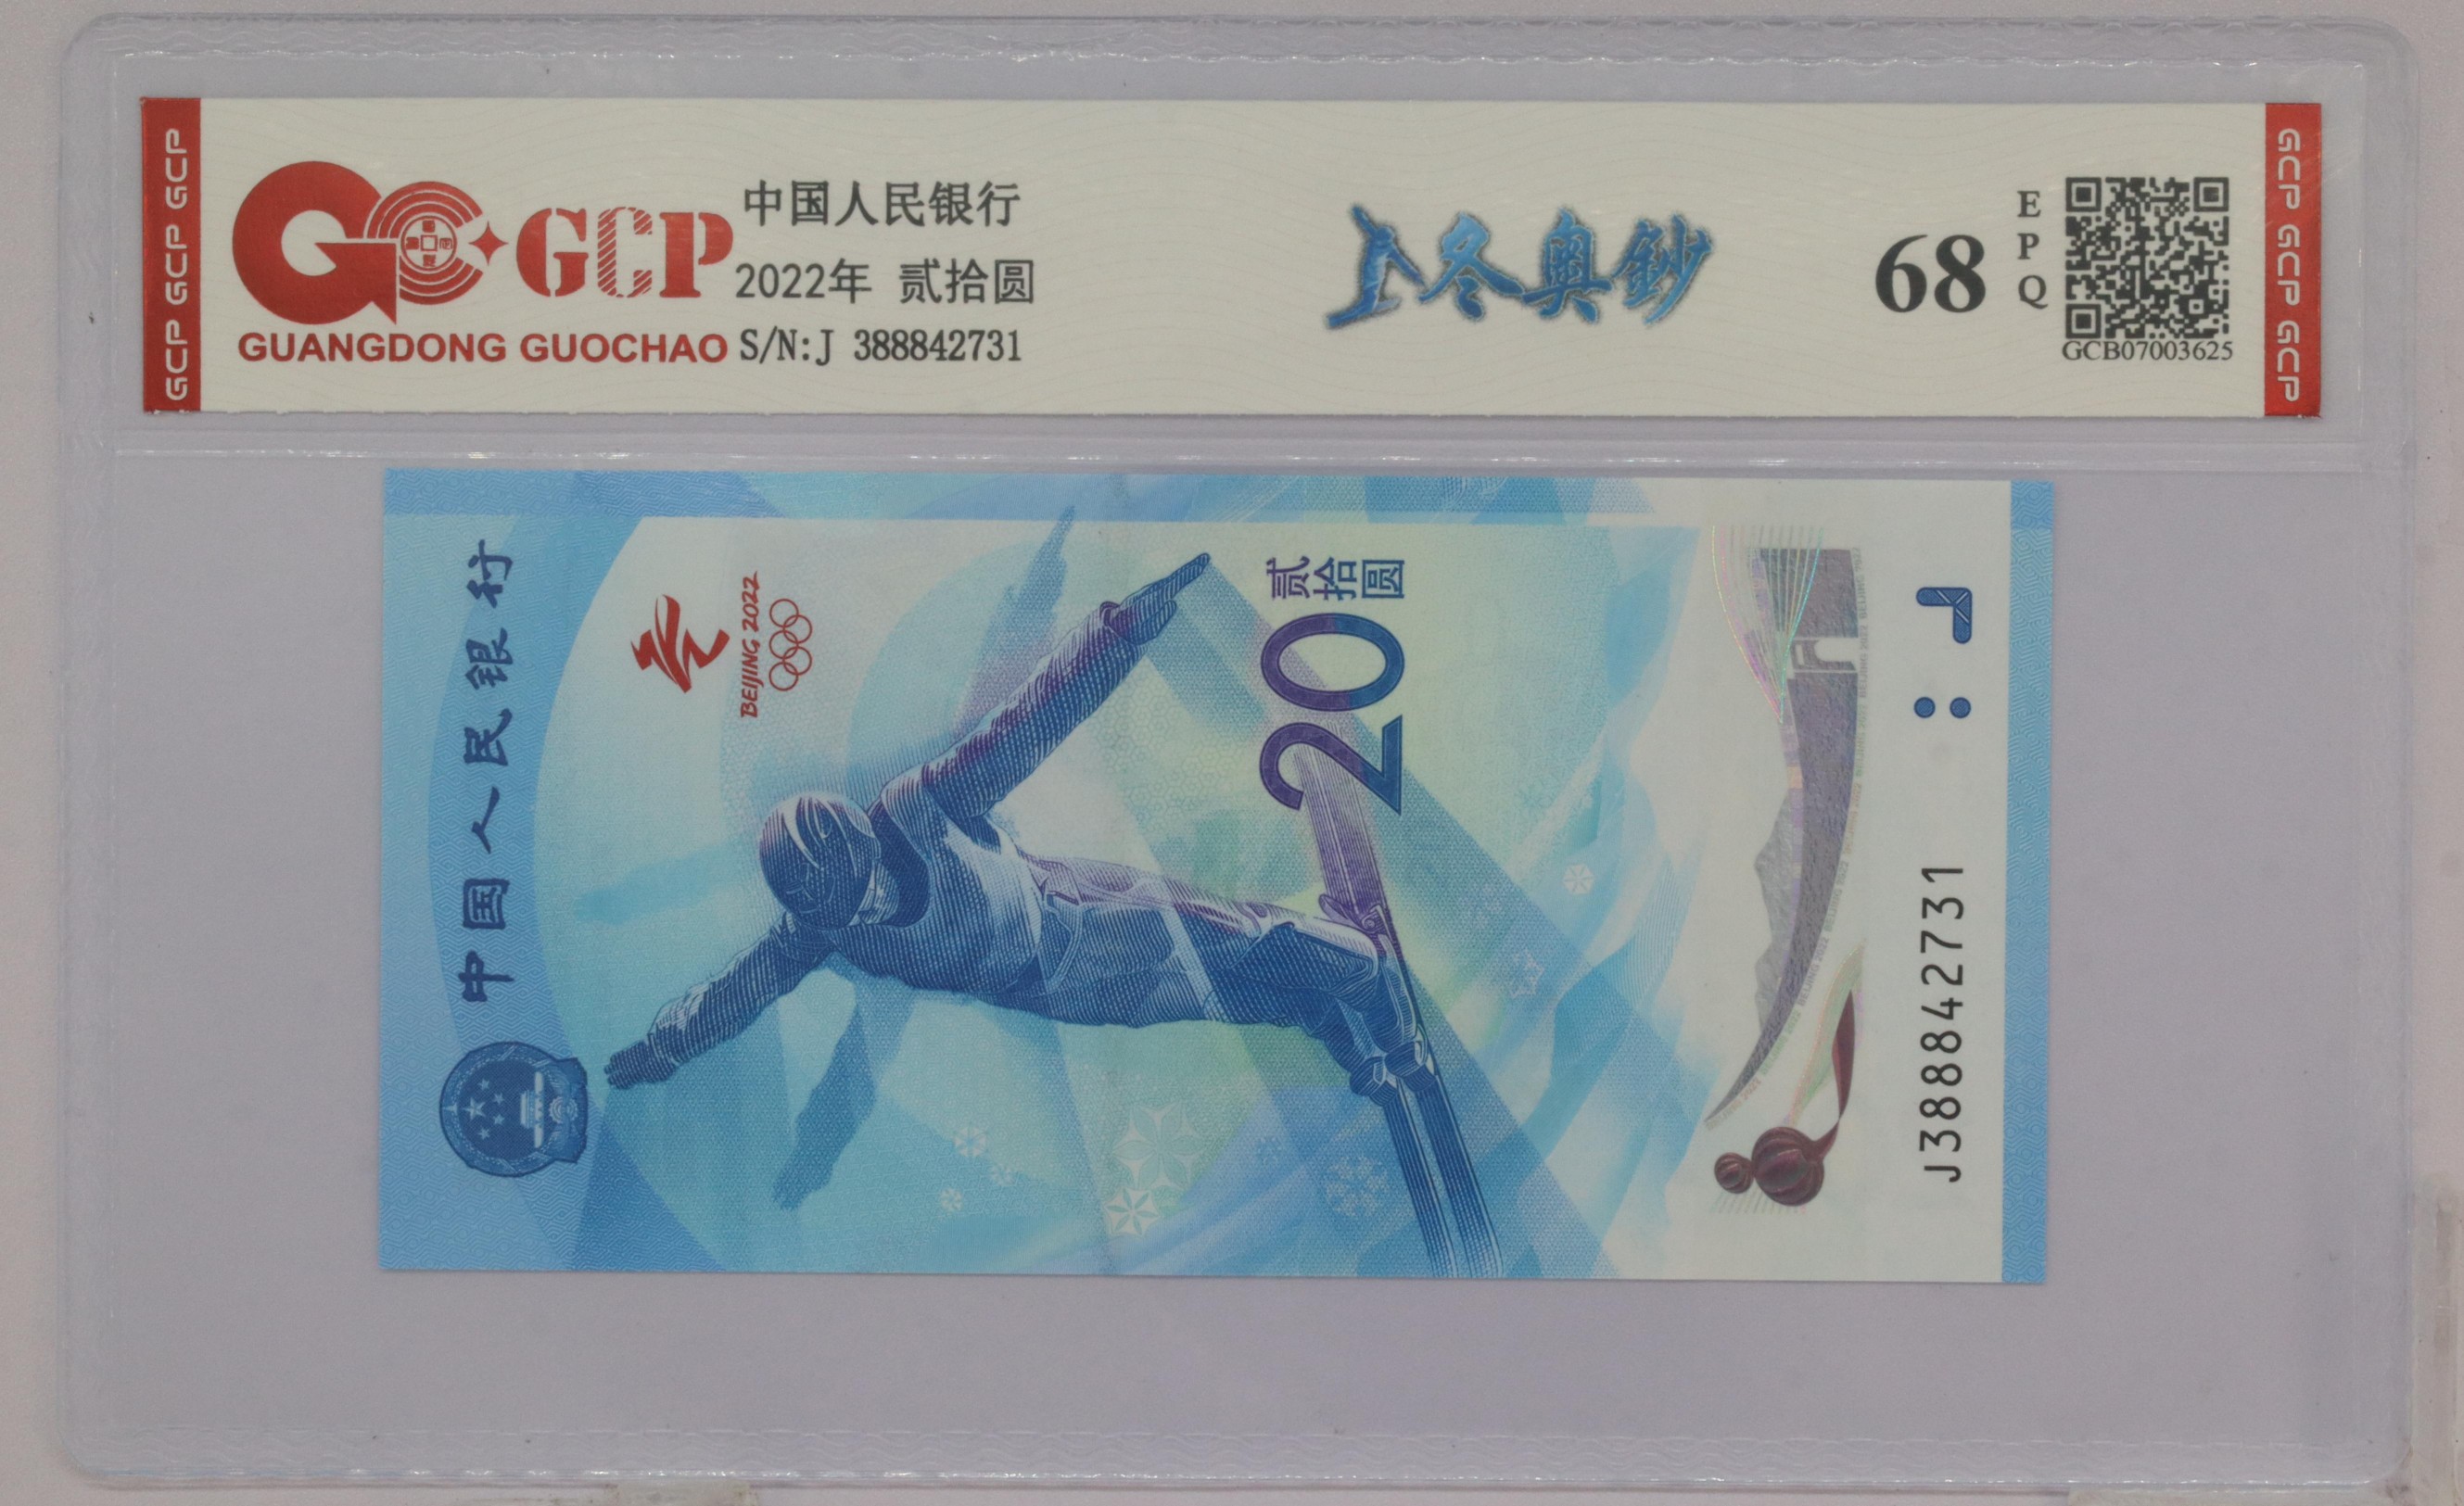 GCP GCP GCP
GCP
GUANGDONG GUOCHAO
中国人民银行
2022年 贰拾圆
S/N:J 388842731
冬奥鈔
68
EPQ
GCB07003625
GCP GCP GCP
中国人民银行
BEIJING 2022
贰拾圆
20
J388842731